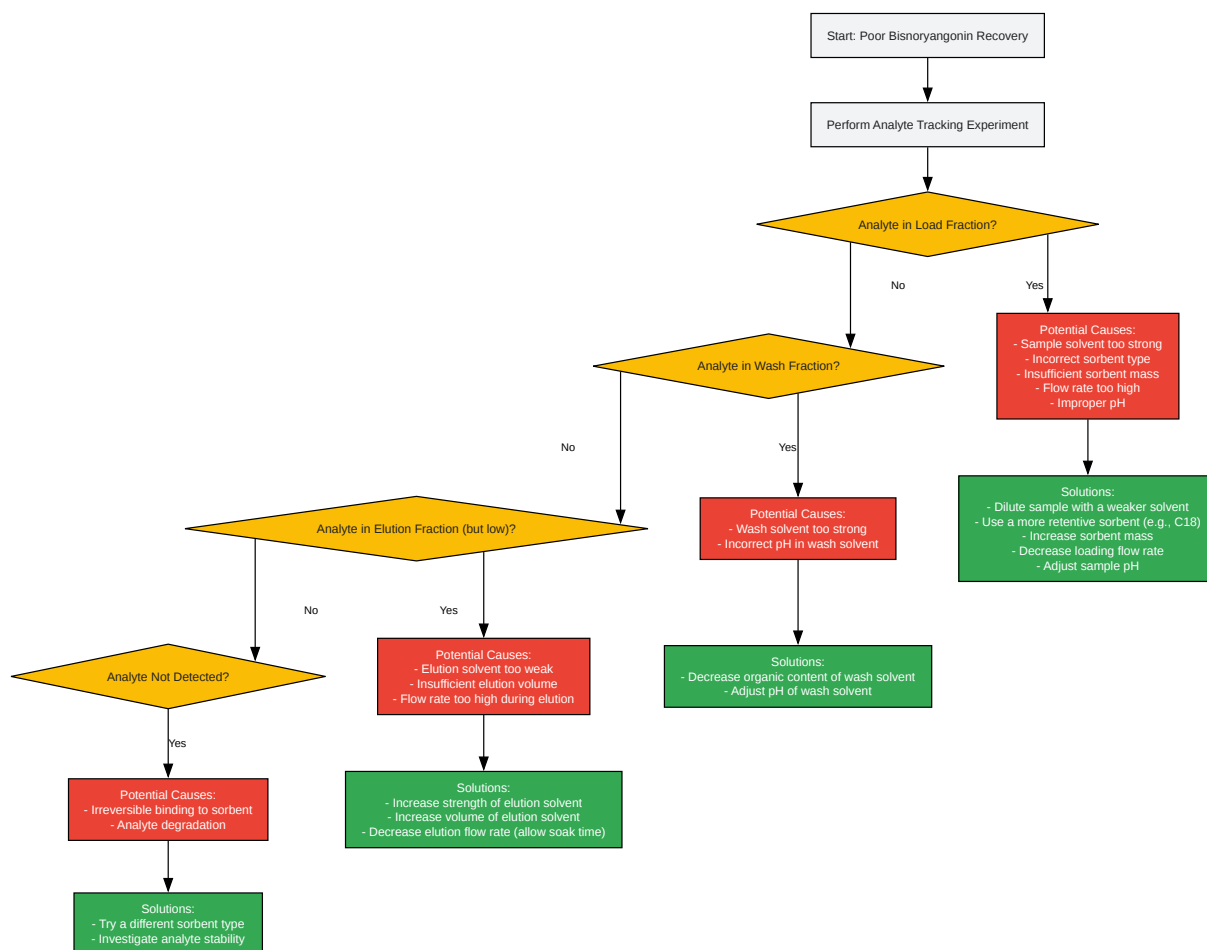 Start: Poor Bisnoryangonin Recovery
Perform Analyte Tracking Experiment
Analyte in Load Fraction?
No
Yes
Potential Causes:
- Sample solvent too strong
- Incorrect sorbent type
- Insufficient sorbent mass
- Flow rate too high
- Improper pH
Analyte in Wash Fraction?
No
Yes
Solutions:
- Dilute sample with a weaker solvent
- Use a more retentive sorbent (e.g., C18)
- Increase sorbent mass
- Decrease loading flow rate
- Adjust sample pH
Potential Causes:
- Wash solvent too strong
- Incorrect pH in wash solvent
Analyte in Elution Fraction (but low)?
No
Yes
Solutions:
- Decrease organic content of wash solvent
- Adjust pH of wash solvent
Potential Causes:
- Elution solvent too weak
- Insufficient elution volume
- Flow rate too high during elution
Analyte Not Detected?
Yes
Solutions:
- Increase strength of elution solvent
- Increase volume of elution solvent
- Decrease elution flow rate (allow soak time)
Potential Causes:
- Irreversible binding to sorbent
- Analyte degradation
Solutions:
- Try a different sorbent type
- Investigate analyte stability